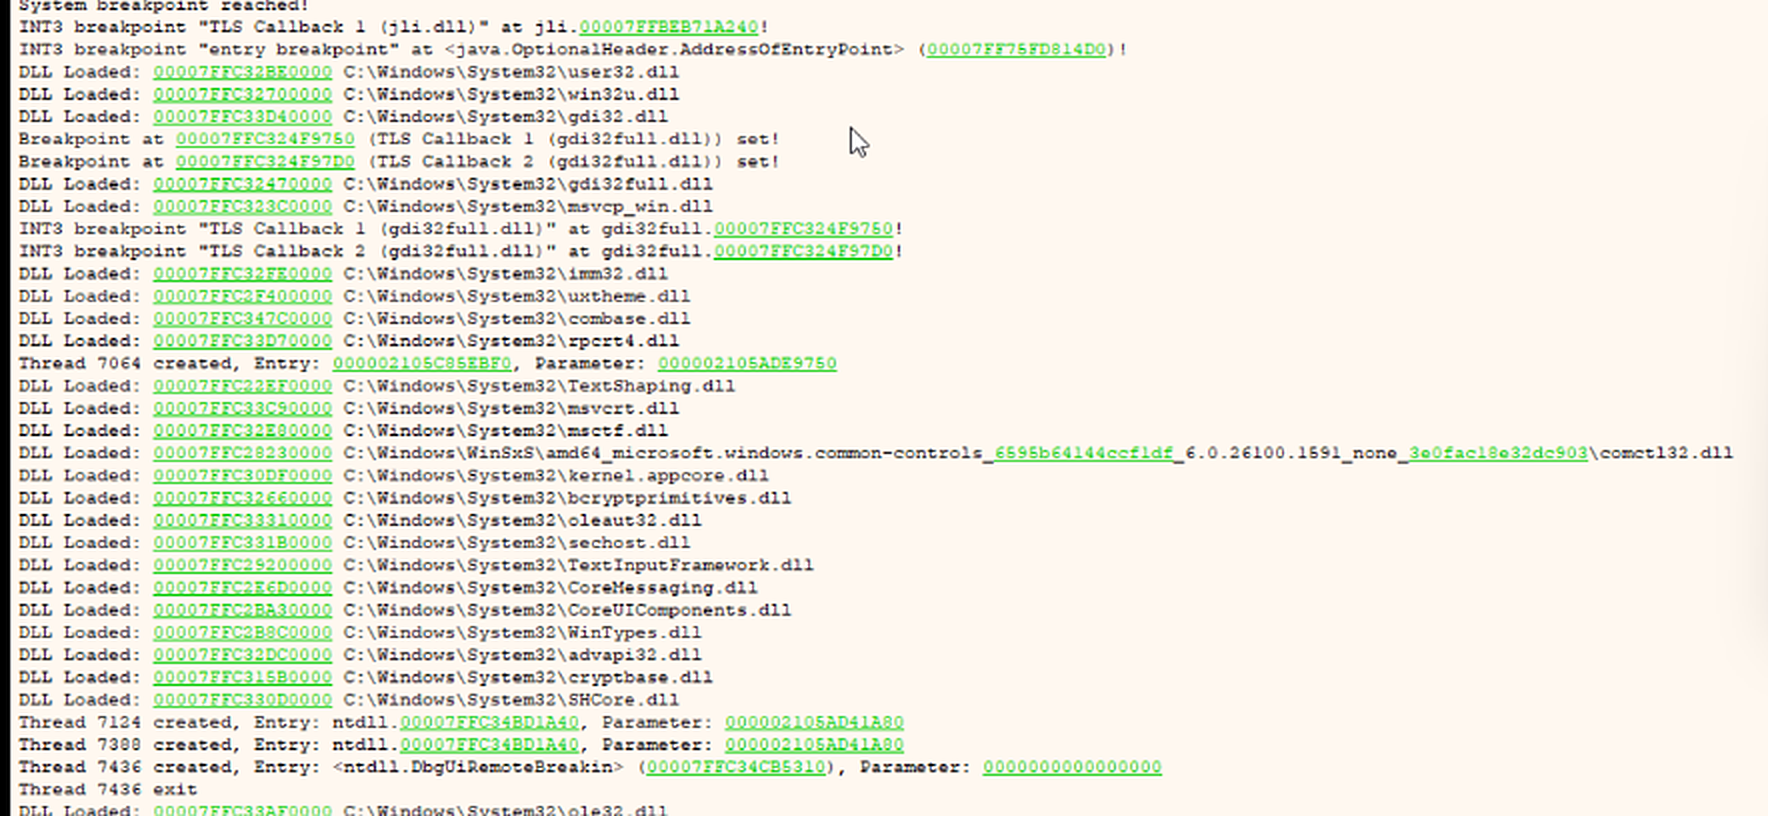 System breakpoint reached!
INT3 breakpoint "TLS Callback 1 (jli.dll)" at jli.00007FFBEB71A240!
INT3 breakpoint "entry breakpoint" at <java.OptionalHeader.AddressOfEntryPoint> (00007FF75FD814D0)!
DLL Loaded: 00007FFC32BE0000 C:\Windows\System32\user32.dll
DLL Loaded: 00007FFC32700000 C:\Windows\System32\win32u.dll
DLL Loaded: 00007FFC33D40000 C:\Windows\System32\gdi32.dll
Breakpoint at 00007FFC324F9750 (TLS Callback 1 (gdi32full.dll)) set!
Breakpoint at 00007FFC324F97D0 (TLS Callback 2 (gdi32full.dll)) set!
DLL Loaded: 00007FFC32470000 C:\Windows\System32\gdi32full.dll
DLL Loaded: 00007FFC323C0000 C:\Windows\System32\msvcp_win.dll
INT3 breakpoint "TLS Callback 1 (gdi32full.dll)" at gdi32full.00007FFC324F9750!
INT3 breakpoint "TLS Callback 2 (gdi32full.dll)" at gdi32full.00007FFC324F97D0!
DLL Loaded: 00007FFC32FE0000 C:\Windows\System32\imm32.dll
DLL Loaded: 00007FFC2F400000 C:\Windows\System32\uxtheme.dll
DLL Loaded: 00007FFC347C0000 C:\Windows\System32\combase.dll
DLL Loaded: 00007FFC33D70000 C:\Windows\System32\rpcrt4.dll
Thread 7064 created, Entry: 000002105C85EBF0, Parameter: 000002105ADE9750
DLL Loaded: 00007FFC22EF0000 C:\Windows\System32\TextShaping.dll
DLL Loaded: 00007FFC33C90000 C:\Windows\System32\msvcrt.dll
DLL Loaded: 00007FFC32E80000 C:\Windows\System32\msctf.dll
DLL Loaded: 00007FFC28230000 C:\Windows\WinSxS\amd64_microsoft.windows.common-controls_6595b64144ccf1df_6.0.26100.1591_none_3e0fac18e32dc903\comctl32.dll
DLL Loaded: 00007FFC30DF0000 C:\Windows\System32\kernel.appcore.dll
DLL Loaded: 00007FFC32660000 C:\Windows\System32\bcryptprimitives.dll
DLL Loaded: 00007FFC33310000 C:\Windows\System32\oleaut32.dll
DLL Loaded: 00007FFC331B0000 C:\Windows\System32\sechost.dll
DLL Loaded: 00007FFC29200000 C:\Windows\System32\TextInputFramework.dll
DLL Loaded: 00007FFC2E6D0000 C:\Windows\System32\CoreMessaging.dll
DLL Loaded: 00007FFC2BA30000 C:\Windows\System32\CoreUIComponents.dll
DLL Loaded: 00007FFC2B8C0000 C:\Windows\System32\WinTypes.dll
DLL Loaded: 00007FFC32DC0000 C:\Windows\System32\advapi32.dll
DLL Loaded: 00007FFC315B0000 C:\Windows\System32\cryptbase.dll
DLL Loaded: 00007FFC330D0000 C:\Windows\System32\SHCore.dll
Thread 7124 created, Entry: ntdll.00007FFC34BD1A40, Parameter: 000002105AD41A80
Thread 7388 created, Entry: ntdll.00007FFC34BD1A40, Parameter: 000002105AD41A80
Thread 7436 created, Entry: <ntdll.DbgUiRemoteBreakin> (00007FFC34CB5310), Parameter: 0000000000000000
Thread 7436 exit
DLL Loaded: 00007FFC33AF0000 C:\Windows\System32\ole32.dll